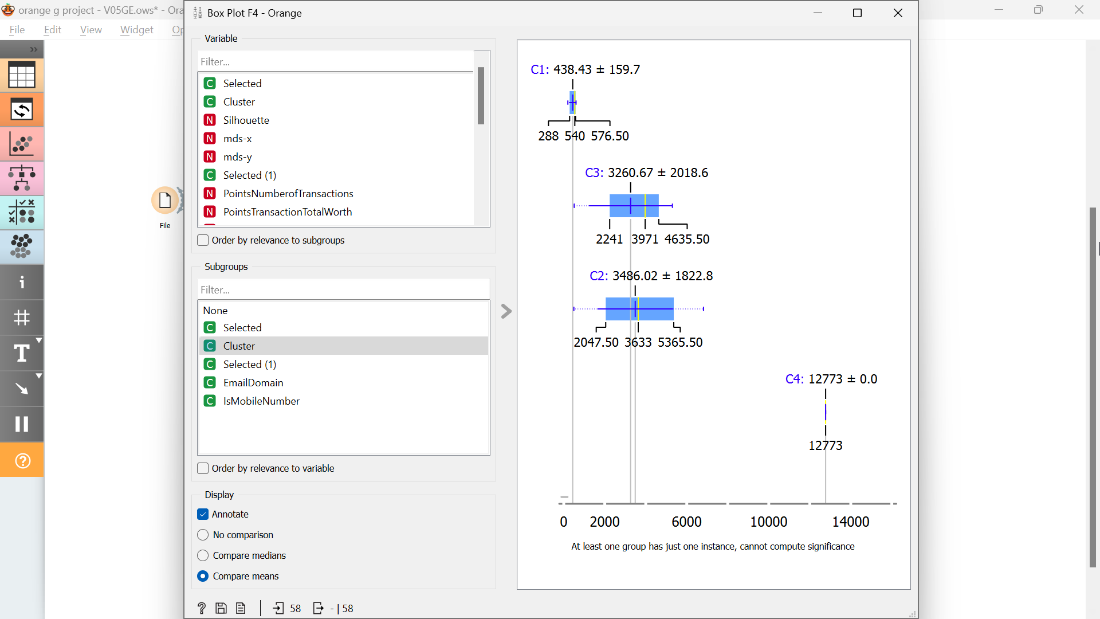 orange g project - V05GE.ows* - Ora
Box Plot F4 - Orange
File Edit View Widget Op
Variable
Filter...
C Selected
C Cluster
N Silhouette
N mds-x
N mds-y
C Selected (1)
N PointsNumberofTransactions
N PointsTransactionTotalWorth
Order by relevance to subgroups
Subgroups
Filter...
None
C Selected
C Cluster
C Selected (1)
C EmailDomain
C IsMobileNumber
Order by relevance to variable
Display
Annotate
No comparison
Compare medians
Compare means
? 58 - | 58
File
C1: 438.43 ± 159.7
288 540 576.50
C3: 3260.67 ± 2018.6
2241 3971 4635.50
C2: 3486.02 ± 1822.8
2047.50 3633 5365.50
C4: 12773 ± 0.0
12773
0 2000 6000 10000 14000
At least one group has just one instance, cannot compute significance